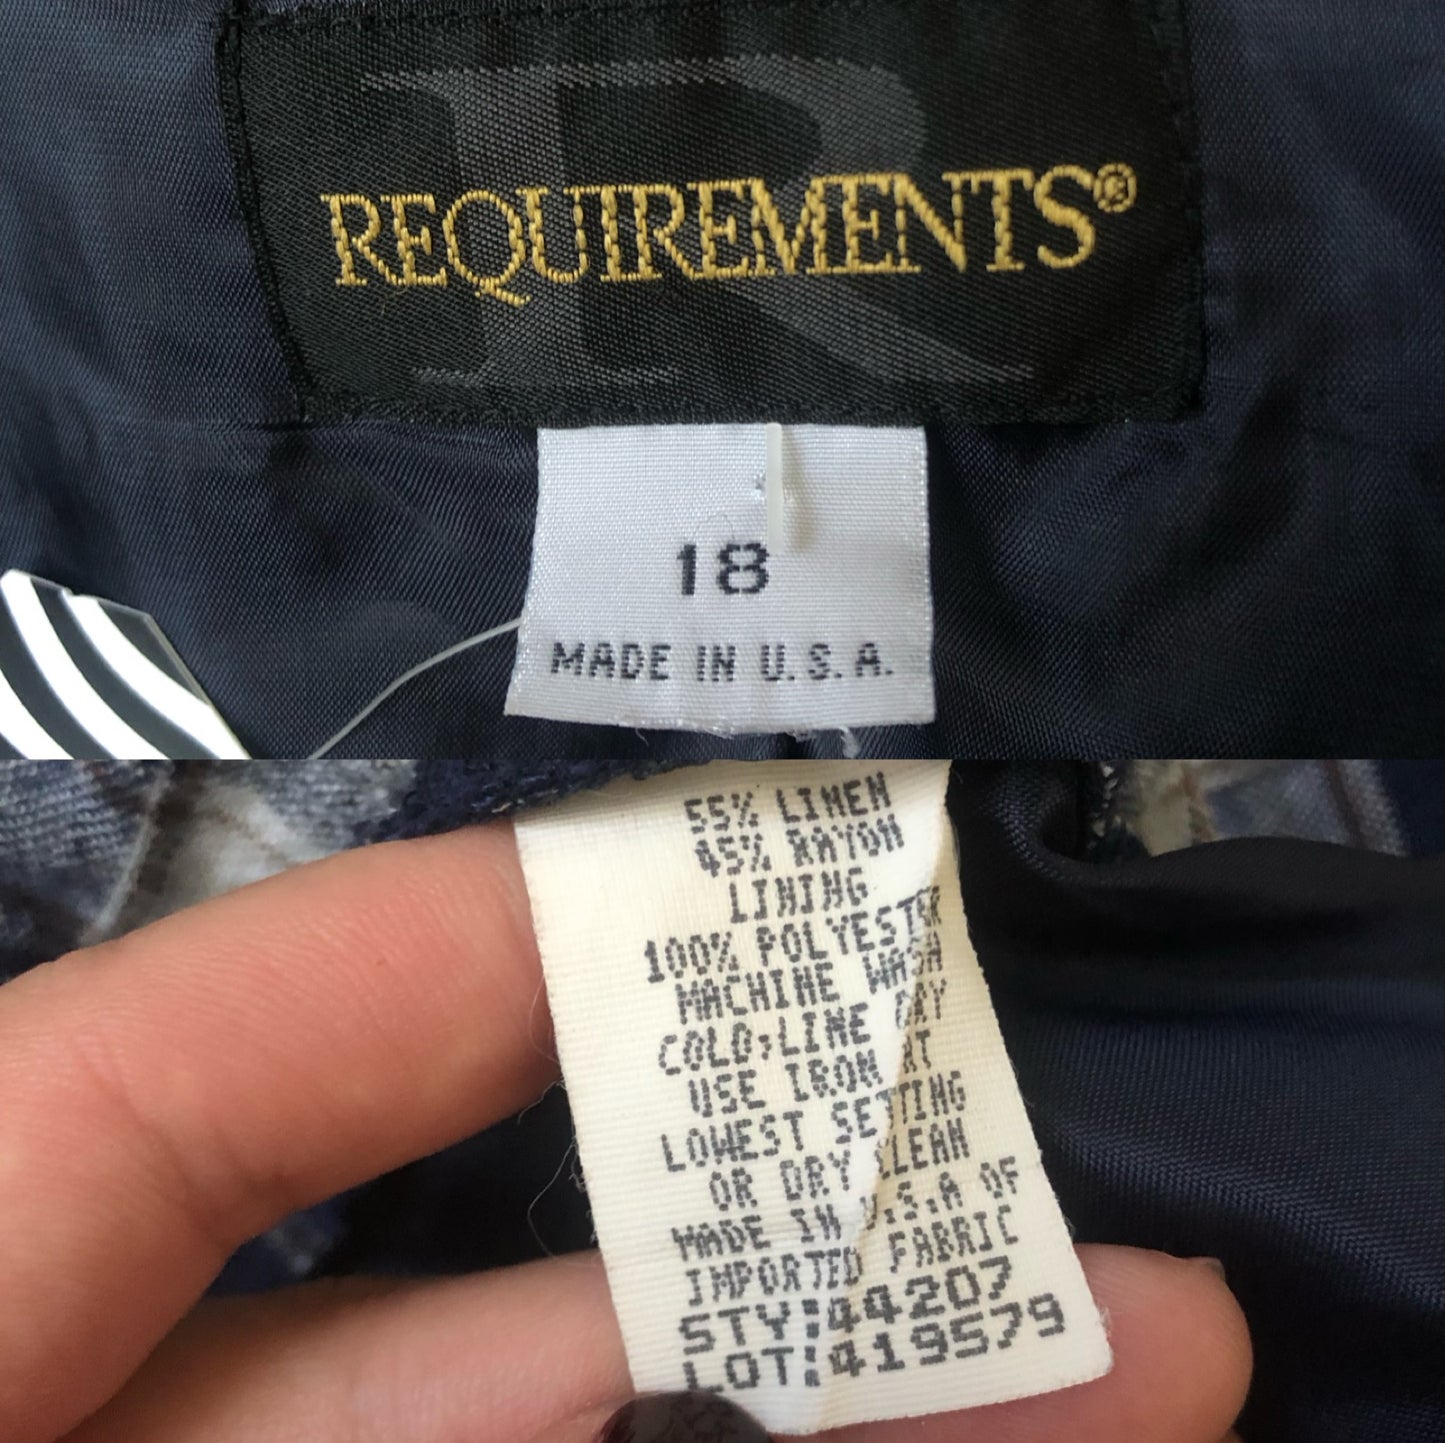 REQUIREMENTS®
18
MADE IN U.S.A.
55% LINEN
45% RAYON
LINING
100% POLYESTER
MACHINE WASH
COLD,LINE DRY
USE IRON AT
LOWEST SETTING
OR DRY CLEAN
MADE IN U.S.A OF
IMPORTED FABRIC
STY:44207
LOT:419579